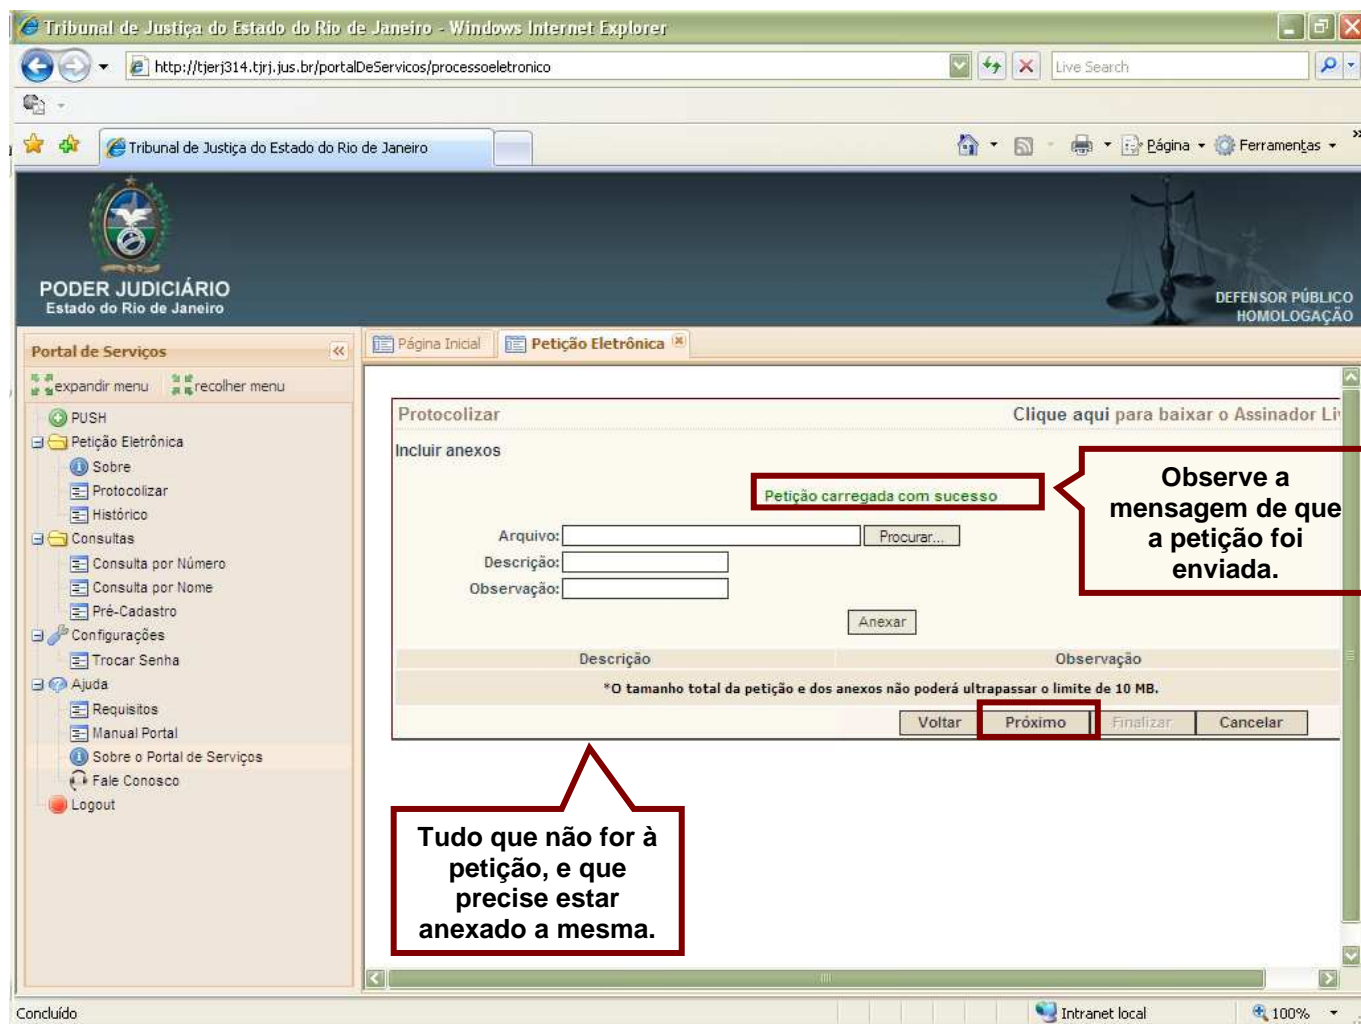 Tribunal de Justiça do Estado do Rio de Janeiro - Windows Internet Explorer
http://tjerj314.tjrj.jus.br/portalDeServicos/processoeletronico
Live Search
Tribunal de Justiça do Estado do Rio de Janeiro
Página
Ferramentas
PODER JUDICIÁRIO
Estado do Rio de Janeiro
DEFENSOR PÚBLICO
HOMOLOGAÇÃO
Portal de Serviços
Página Inicial
Petição Eletrônica
expandir menu
recolher menu
PUSH
Petição Eletrônica
Sobre
Protocolizar
Histórico
Consultas
Consulta por Número
Consulta por Nome
Pré-Cadastro
Configurações
Trocar Senha
Ajuda
Requisitos
Manual Portal
Sobre o Portal de Serviços
Fale Conosco
Logout
Protocolizar
Clique aqui para baixar o Assinador Li
Incluir anexos
Petição carregada com sucesso
Observe a
mensagem de que
a petição foi
enviada.
Arquivo:
Procurar...
Descrição:
Observação:
Anexar
Descrição
Observação
*O tamanho total da petição e dos anexos não poderá ultrapassar o limite de 10 MB.
Voltar
Próximo
Finalizar
Cancelar
Tudo que não for à
petição, e que
precise estar
anexado a mesma.
Concluído
Intranet local
100%